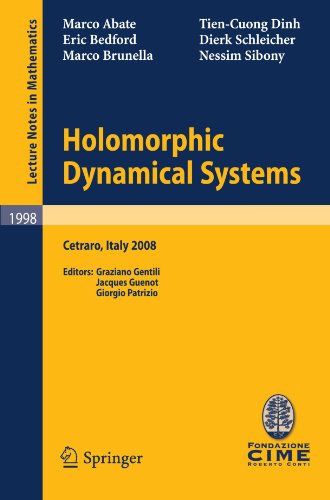 Marco Abate
Eric Bedford
Marco Brunella
Tien-Cuong Dinh
Dierk Schleicher
Nessim Sibony
Lecture Notes in Mathematics
Holomorphic
Dynamical Systems
1998
Cetraro, Italy 2008
Editors: Graziano Gentili
Jacques Guenot
Giorgio Patrizio
Springer
FONDAZIONE
CIME
ROBERTO CONTI